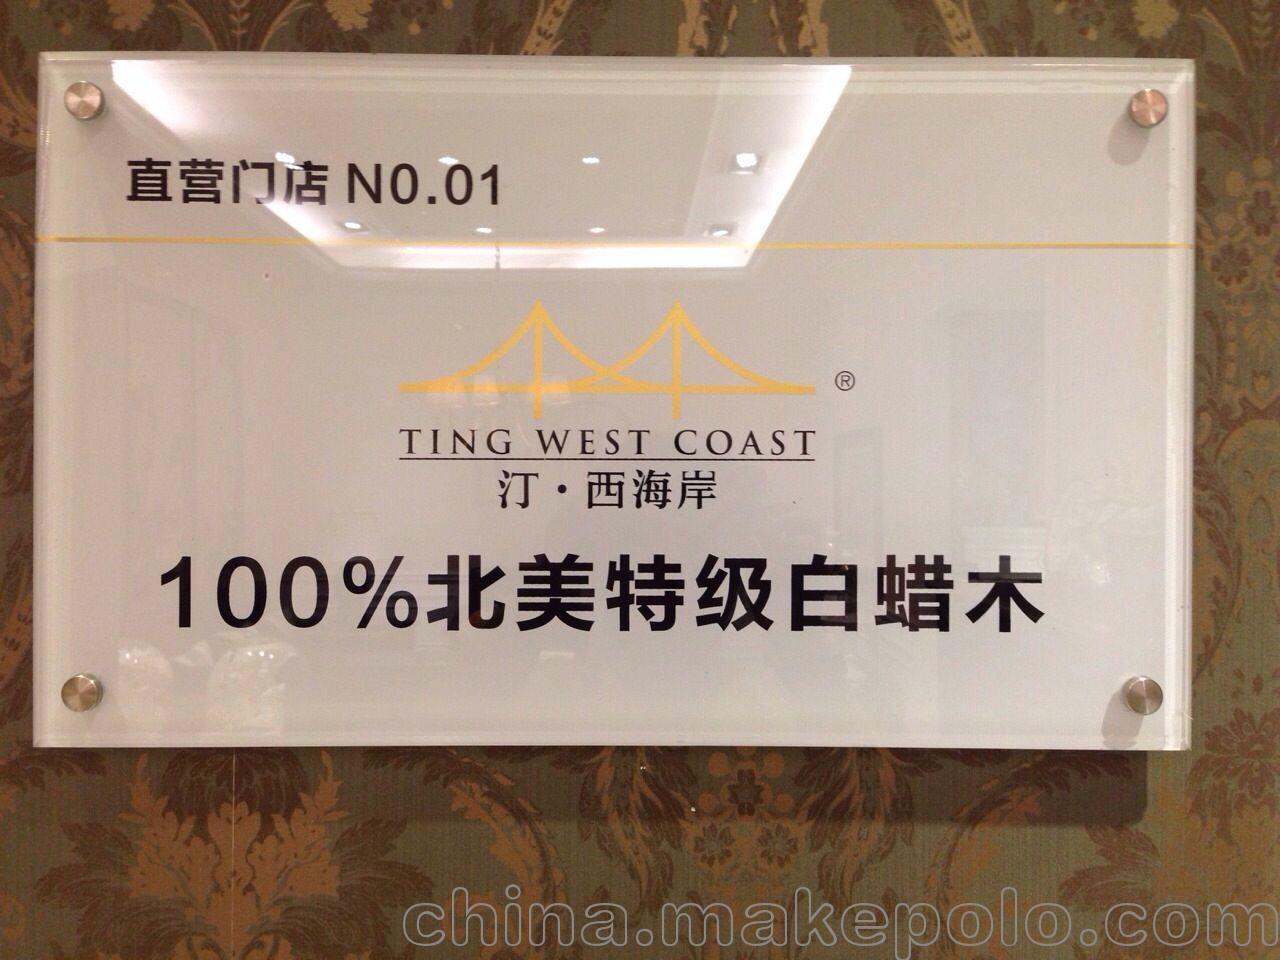 直营门店 NO.01
®
TING WEST COAST
汀·西海岸
100%北美特级白蜡木
china.makepolo.com